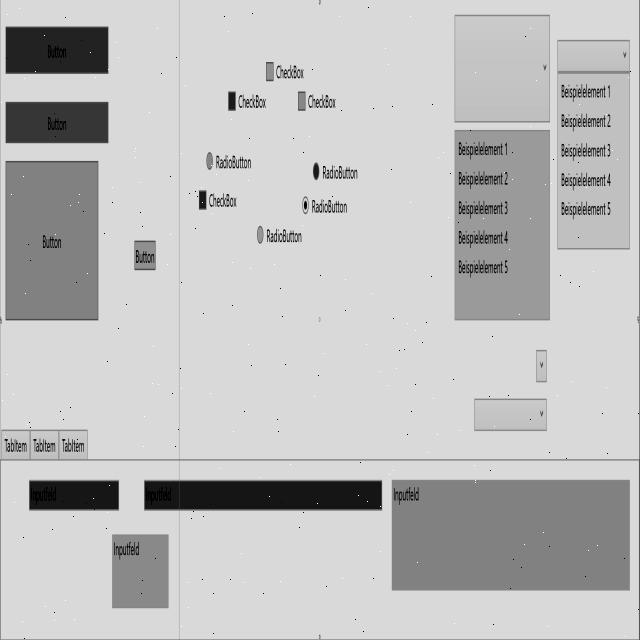 Button
CheckBox
CheckBox
CheckBox
Button
Beispielelement 1
Beispielelement 2
Beispielelement 3
Beispielelement 4
Beispielelement 5
Beispielelement 1
Beispielelement 2
Beispielelement 3
Beispielelement 4
Beispielelement 5
RadioButton
RadioButton
CheckBox
RadioButton
RadioButton
Button
Button
TabItem
TabItem
TabItem
Inputfeld
Inputfeld
Inputfeld
Inputfeld